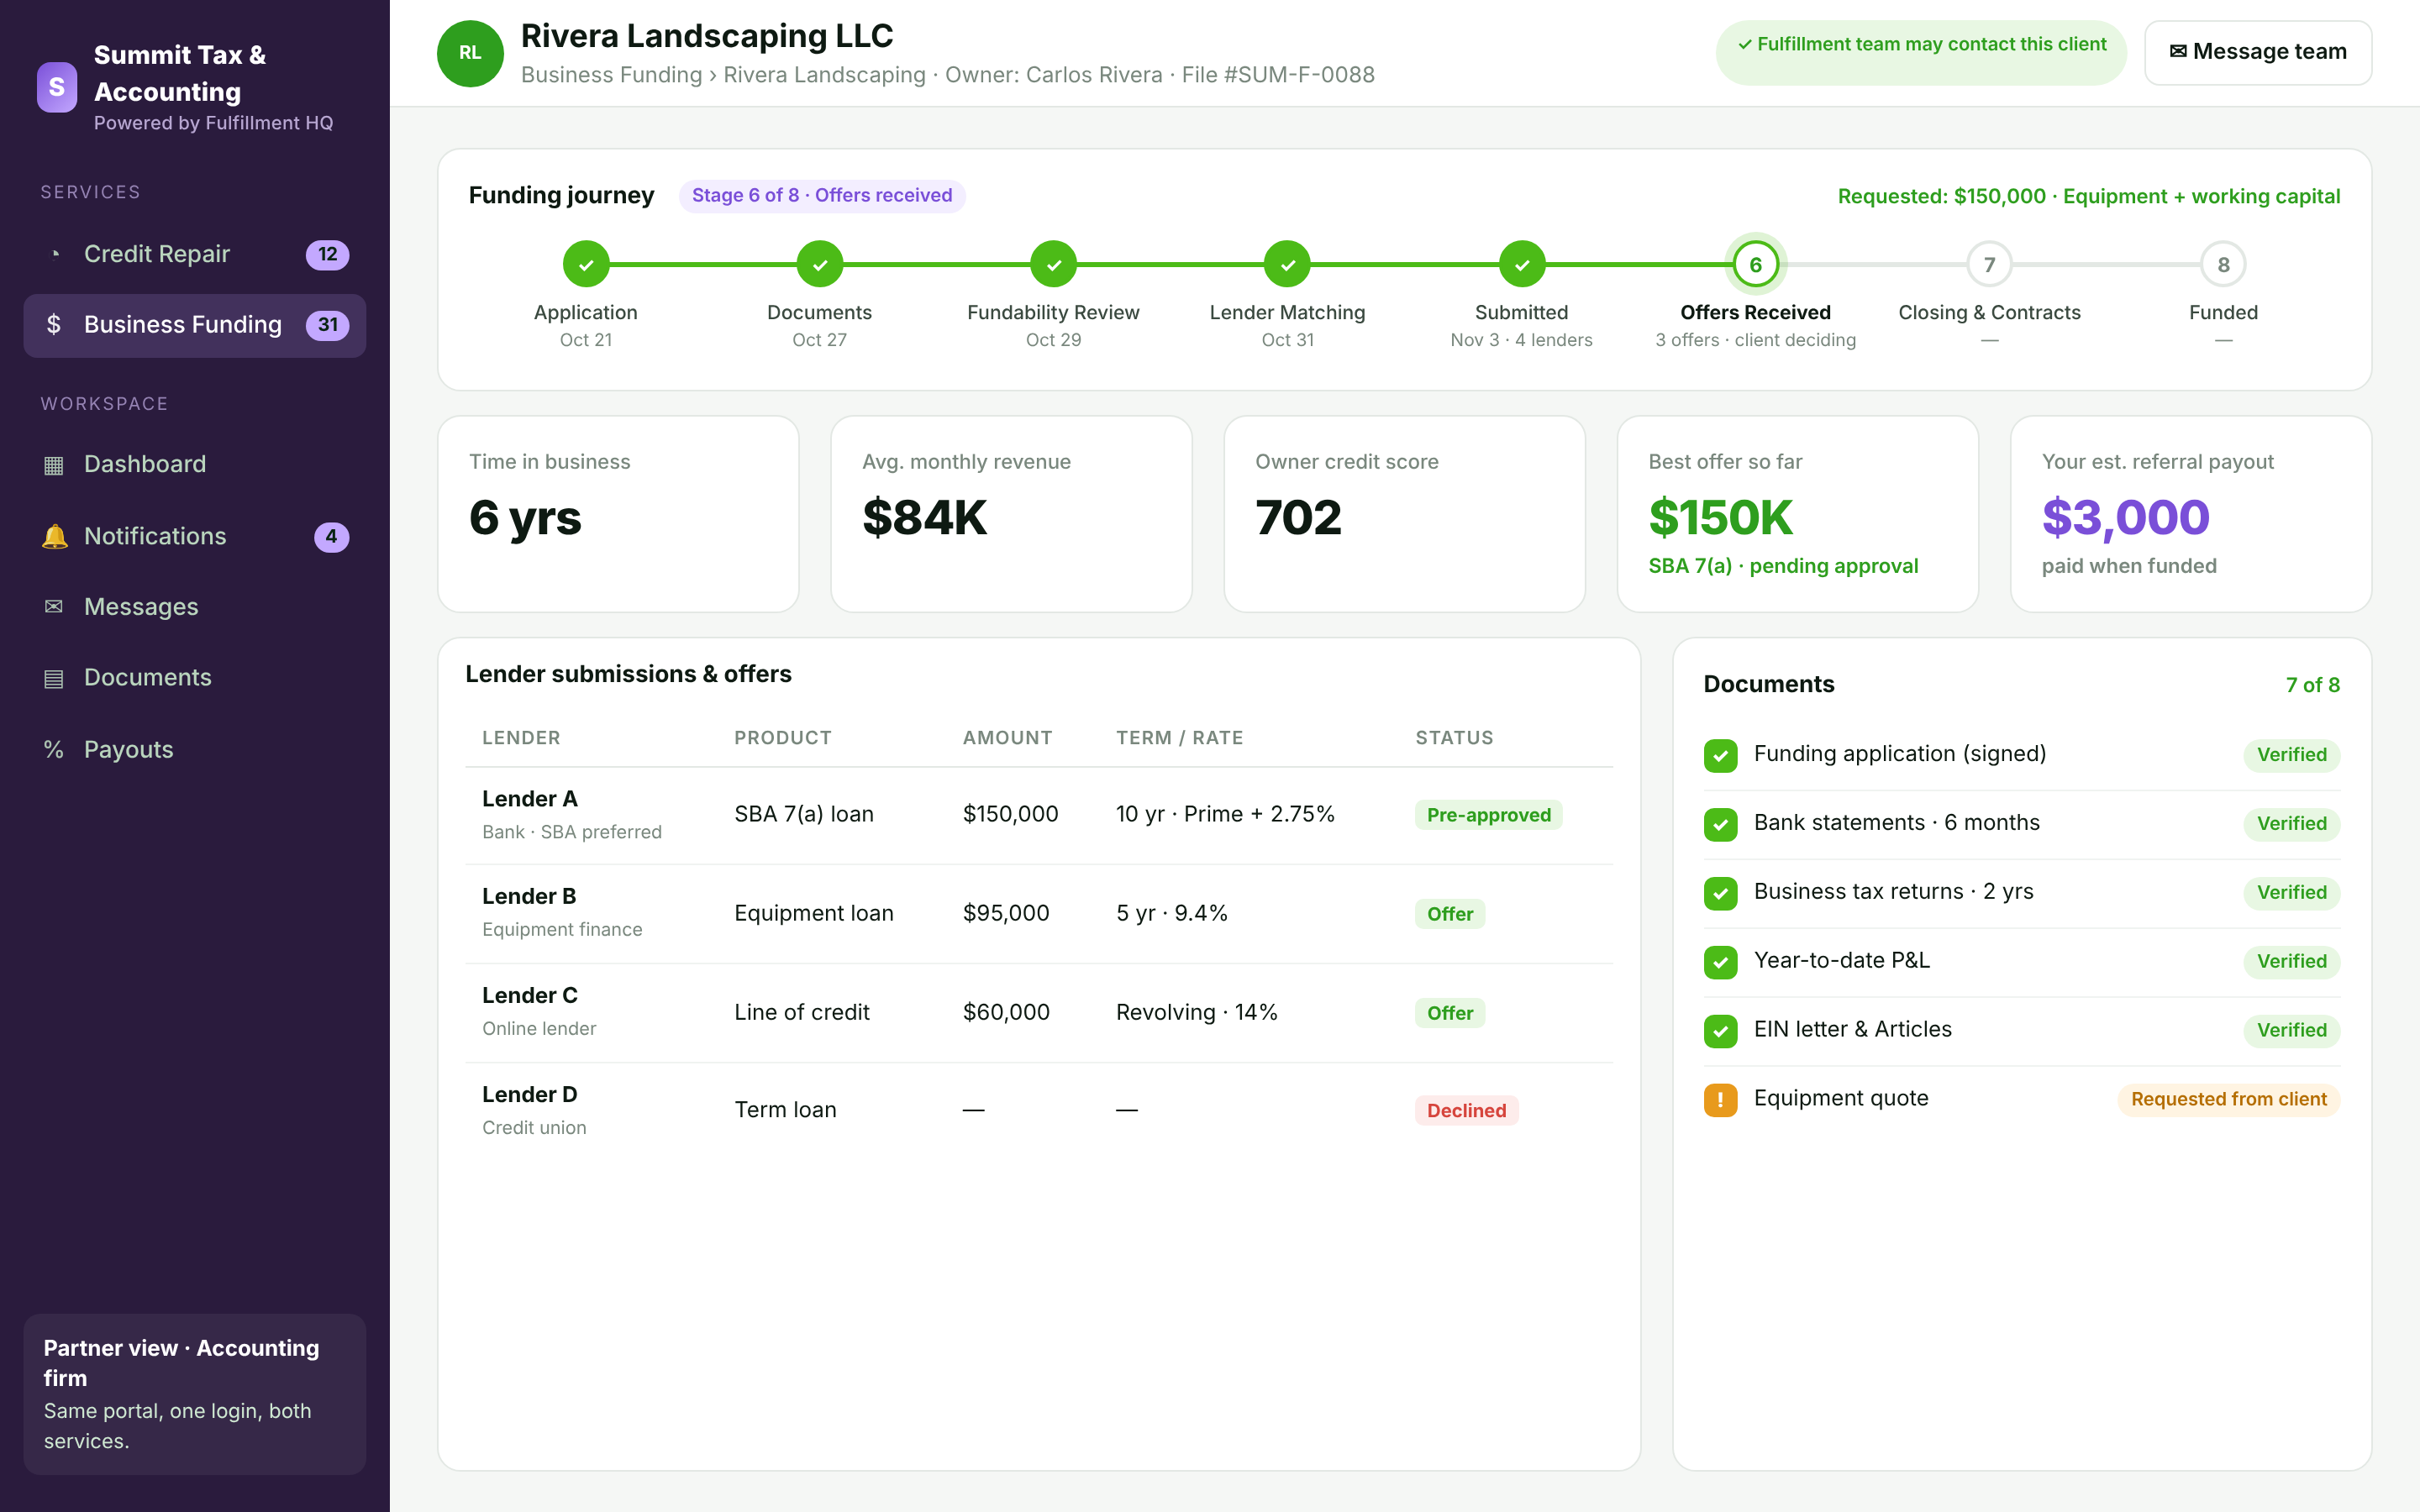 S
Summit Tax &
Accounting
Powered by Fulfillment HQ
SERVICES
Credit Repair 12
$ Business Funding 31
WORKSPACE
Dashboard
Notifications 4
Messages
Documents
% Payouts
Partner view · Accounting
firm
Same portal, one login, both
services.
RL
Rivera Landscaping LLC
Business Funding › Rivera Landscaping · Owner: Carlos Rivera · File #SUM-F-0088
✓ Fulfillment team may contact this client
✉ Message team
Funding journey Stage 6 of 8 · Offers received Requested: $150,000 · Equipment + working capital
✓ ✓ ✓ ✓ ✓ 6 7 8
Application Documents Fundability Review Lender Matching Submitted Offers Received Closing & Contracts Funded
Oct 21 Oct 27 Oct 29 Oct 31 Nov 3 · 4 lenders 3 offers · client deciding — —
Time in business
6 yrs
Avg. monthly revenue
$84K
Owner credit score
702
Best offer so far
$150K
SBA 7(a) · pending approval
Your est. referral payout
$3,000
paid when funded
Lender submissions & offers
LENDER PRODUCT AMOUNT TERM / RATE STATUS
Lender A
Bank · SBA preferred
SBA 7(a) loan $150,000 10 yr · Prime + 2.75% Pre-approved
Lender B
Equipment finance
Equipment loan $95,000 5 yr · 9.4% Offer
Lender C
Online lender
Line of credit $60,000 Revolving · 14% Offer
Lender D
Credit union
Term loan — — Declined
Documents 7 of 8
✓ Funding application (signed) Verified
✓ Bank statements · 6 months Verified
✓ Business tax returns · 2 yrs Verified
✓ Year-to-date P&L Verified
✓ EIN letter & Articles Verified
! Equipment quote Requested from client